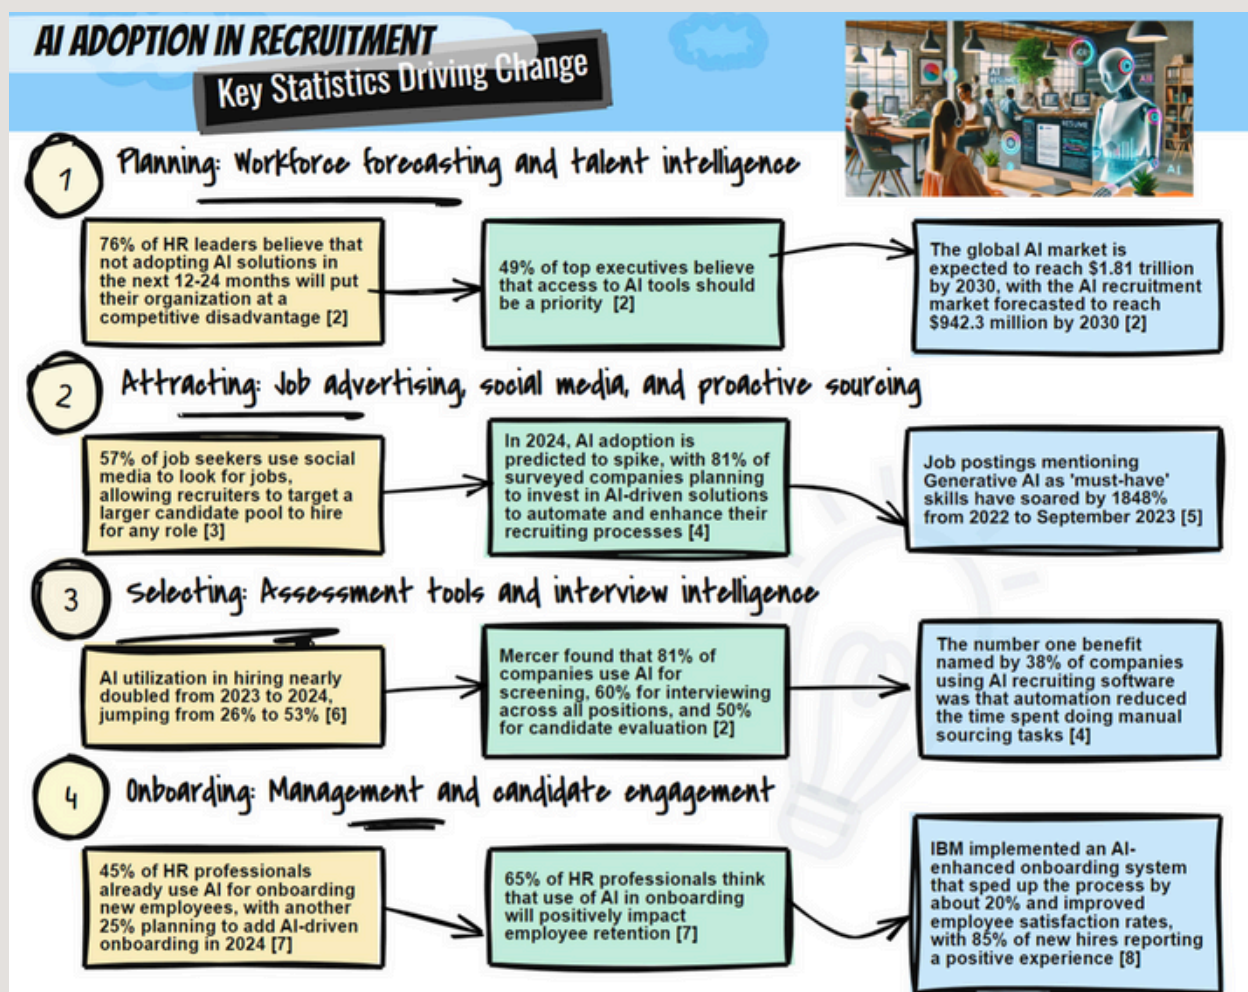 AI ADOPTION IN RECRUITMENT
Key Statistics Driving Change
AI
RESUME
RESUME
AI
1
Planning: Workforce forecasting and talent intelligence
76% of HR leaders believe that
not adopting AI solutions in
the next 12-24 months will put
their organization at a
competitive disadvantage [2]
49% of top executives believe
that access to AI tools should
be a priority [2]
The global AI market is
expected to reach $1.81 trillion
by 2030, with the AI recruitment
market forecasted to reach
$942.3 million by 2030 [2]
2
Attracting: Job advertising, social media, and proactive sourcing
57% of job seekers use social
media to look for jobs,
allowing recruiters to target a
larger candidate pool to hire
for any role [3]
In 2024, AI adoption is
predicted to spike, with 81% of
surveyed companies planning
to invest in AI-driven solutions
to automate and enhance their
recruiting processes [4]
Job postings mentioning
Generative AI as 'must-have'
skills have soared by 1848%
from 2022 to September 2023 [5]
3
Selecting: Assessment tools and interview intelligence
AI utilization in hiring nearly
doubled from 2023 to 2024,
jumping from 26% to 53% [6]
Mercer found that 81% of
companies use AI for
screening, 60% for interviewing
across all positions, and 50%
for candidate evaluation [2]
The number one benefit
named by 38% of companies
using AI recruiting software
was that automation reduced
the time spent doing manual
sourcing tasks [4]
4
Onboarding: Management and candidate engagement
45% of HR professionals
already use AI for onboarding
new employees, with another
25% planning to add AI-driven
onboarding in 2024 [7]
65% of HR professionals think
that use of AI in onboarding
will positively impact
employee retention [7]
IBM implemented an AI-
enhanced onboarding system
that sped up the process by
about 20% and improved
employee satisfaction rates,
with 85% of new hires reporting
a positive experience [8]